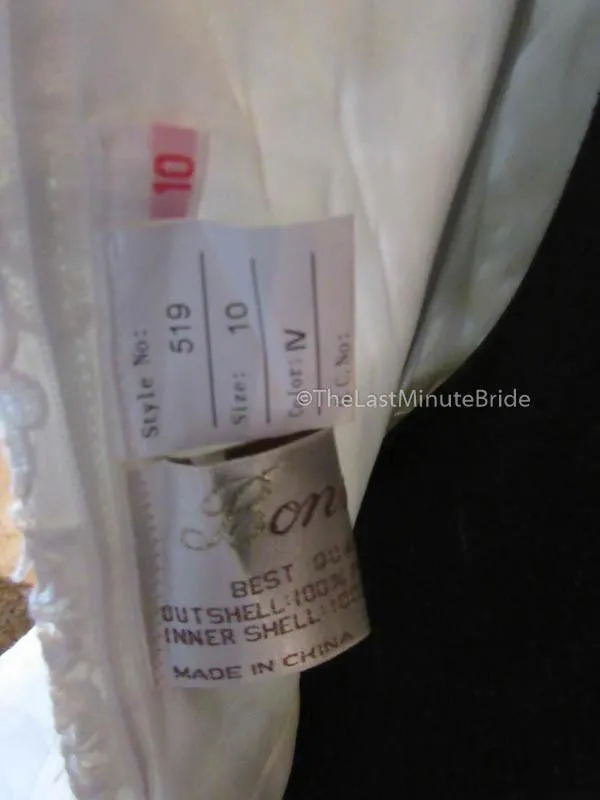 10
Style No: 519
Size: 10
Color: IV
C.No:
©TheLastMinuteBride
BEST
OUTSHELL:100%
INNER SHELL:
MADE IN CHINA